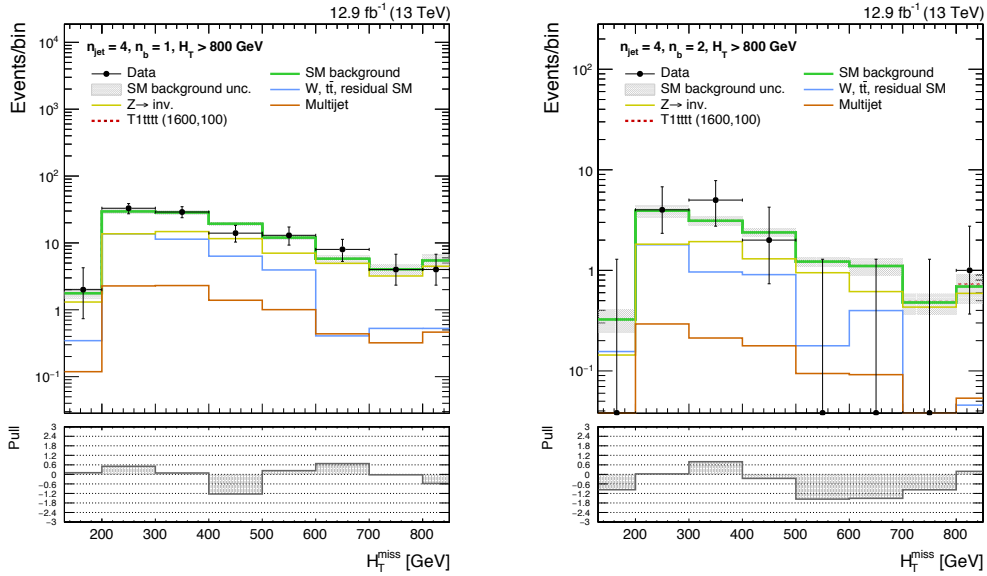 12.9 fb⁻¹ (13 TeV)
Events/bin
n_jet = 4, n_b = 1, H_T > 800 GeV
Data
SM background
SM background unc.
W, tt̄, residual SM
Z→ inv.
Multijet
T1tttt (1600,100)
10⁴
10³
10²
10
1
10⁻¹
Pull
3
2.4
1.8
1.2
0.6
0
−0.6
−1.2
−1.8
−2.4
−3
200 300 400 500 600 700 800
H_T^miss [GeV]
12.9 fb⁻¹ (13 TeV)
Events/bin
n_jet = 4, n_b = 2, H_T > 800 GeV
Data
SM background
SM background unc.
W, tt̄, residual SM
Z→ inv.
Multijet
T1tttt (1600,100)
10²
10
1
10⁻¹
Pull
3
2.4
1.8
1.2
0.6
0
−0.6
−1.2
−1.8
−2.4
−3
200 300 400 500 600 700 800
H_T^miss [GeV]